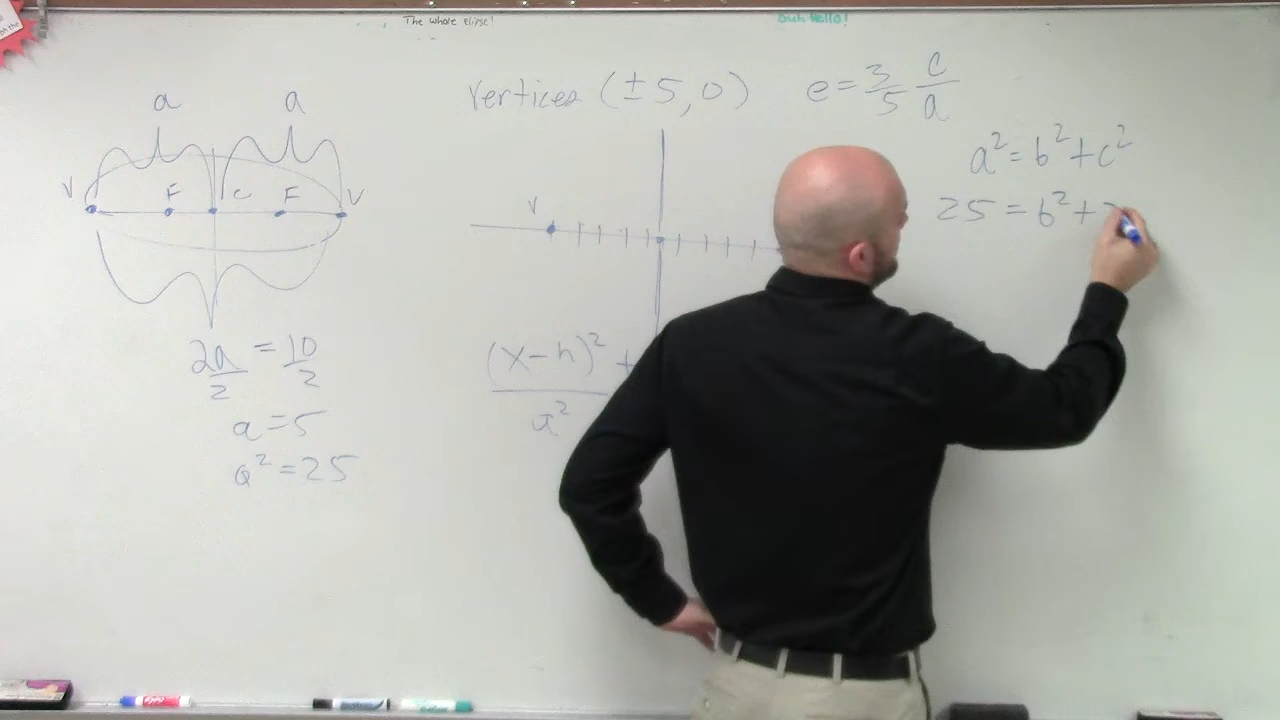 The whole Elipse!
Duh Hello!
vertices (±5,0) e=3/5 c/a
a a
a²=b²+c²
V F C F V
25=b²+
V
2a/2 = 10/2
(x-h)² +
a²
a=5
a²=25